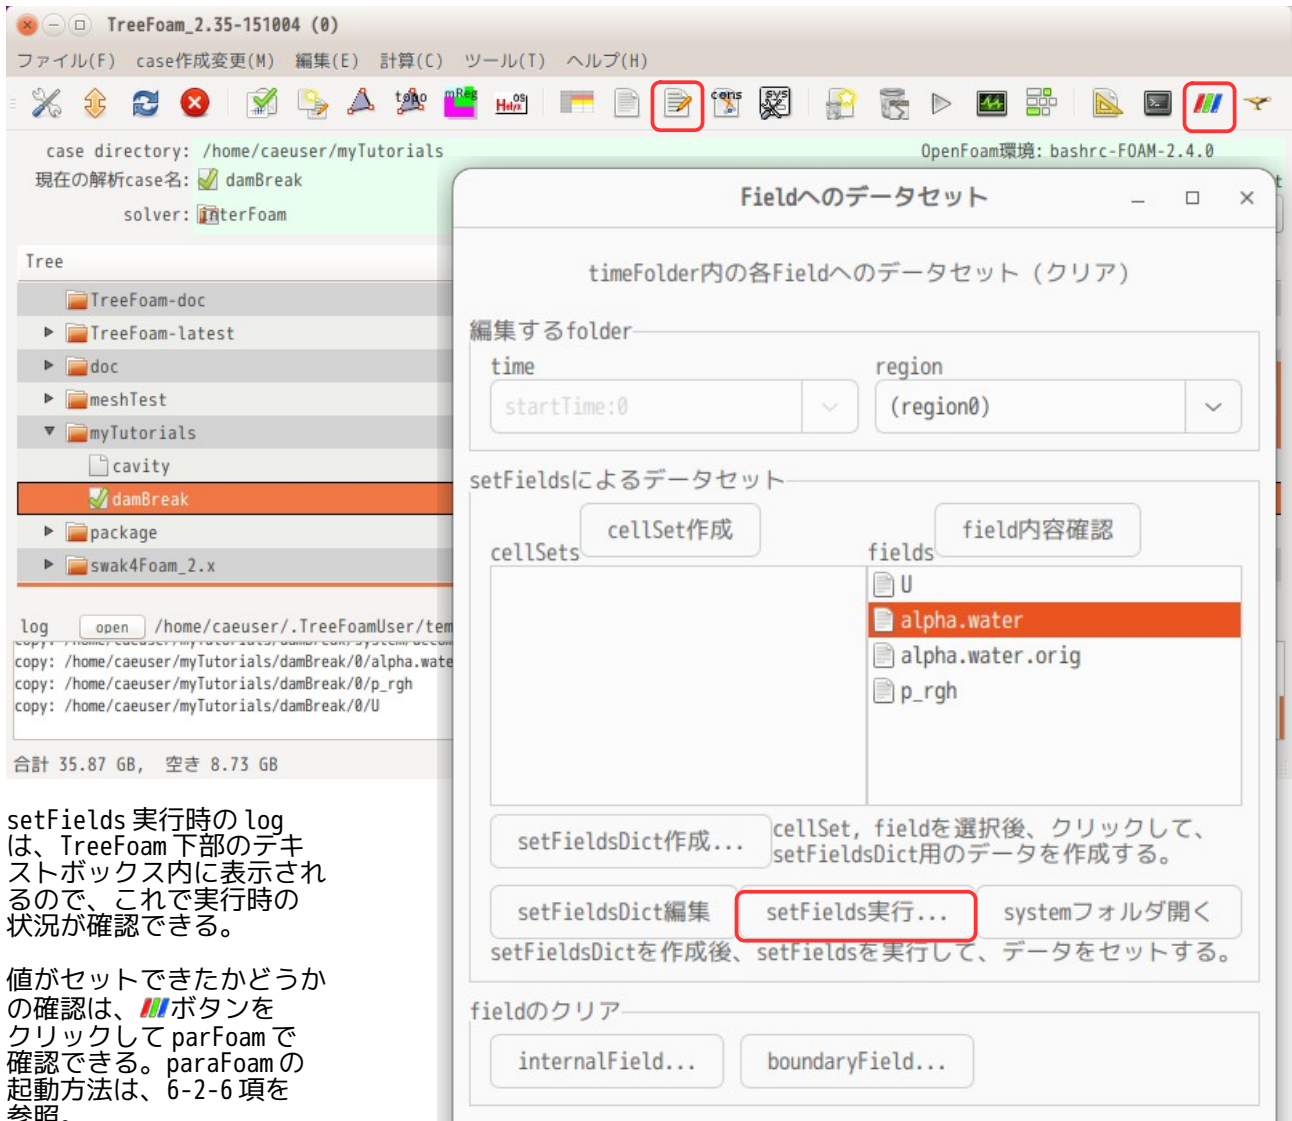 TreeFoam_2.35-151004 (0)
ファイル(F) case作成変更(M) 編集(E) 計算(C) ツール(T) ヘルプ(H)
topo mReg Help OSI cons sys
case directory: /home/caeuser/myTutorials
OpenFoam環境: bashrc-FOAM-2.4.0
現在の解析case名: damBreak
solver: interFoam
Tree
TreeFoam-doc
TreeFoam-latest
doc
meshTest
myTutorials
cavity
damBreak
package
swak4Foam_2.x
log open /home/caeuser/.TreeFoamUser/tem
copy: /home/caeuser/myTutorials/damBreak/0/alpha.wate
copy: /home/caeuser/myTutorials/damBreak/0/p_rgh
copy: /home/caeuser/myTutorials/damBreak/0/U
合計 35.87 GB, 空き 8.73 GB
Fieldへのデータセット
timeFolder内の各Fieldへのデータセット（クリア）
編集するfolder
time region
startTime:0 (region0)
setFieldsによるデータセット
cellSet作成 field内容確認
cellSets fields
U
alpha.water
alpha.water.orig
p_rgh
setFieldsDict作成... cellSet, fieldを選択後、クリックして、
setFieldsDict用のデータを作成する。
setFieldsDict編集 setFields実行... systemフォルダ開く
setFieldsDictを作成後、setFieldsを実行して、データをセットする。
fieldのクリア
internalField... boundaryField...
setFields 実行時の log
は、TreeFoam 下部のテキ
ストボックス内に表示され
るので、これで実行時の
状況が確認できる。
値がセットできたかどうか
の確認は、ボタンを
クリックして parFoam で
確認できる。paraFoam の
起動方法は、6-2-6 項を
参照。